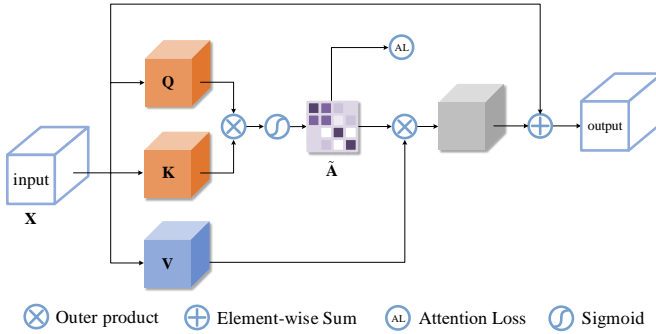 Q
AL
input
K
Ã
output
X
V
Outer product
Element-wise Sum
AL
Attention Loss
Sigmoid